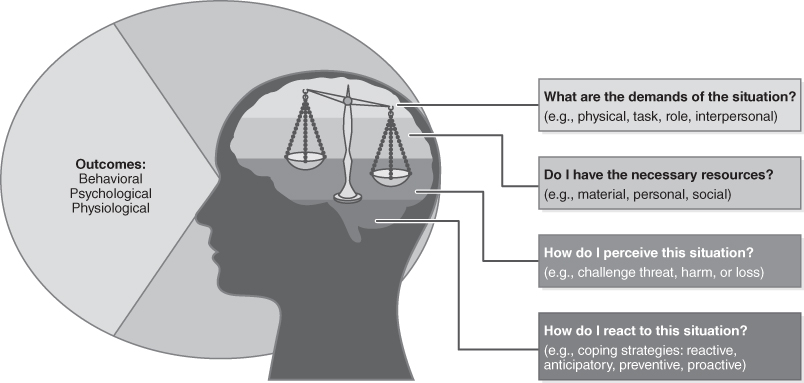 Outcomes:
Behavioral
Psychological
Physiological
What are the demands of the situation?
(e.g., physical, task, role, interpersonal)
Do I have the necessary resources?
(e.g., material, personal, social)
How do I perceive this situation?
(e.g., challenge threat, harm, or loss)
How do I react to this situation?
(e.g., coping strategies: reactive,
anticipatory, preventive, proactive)